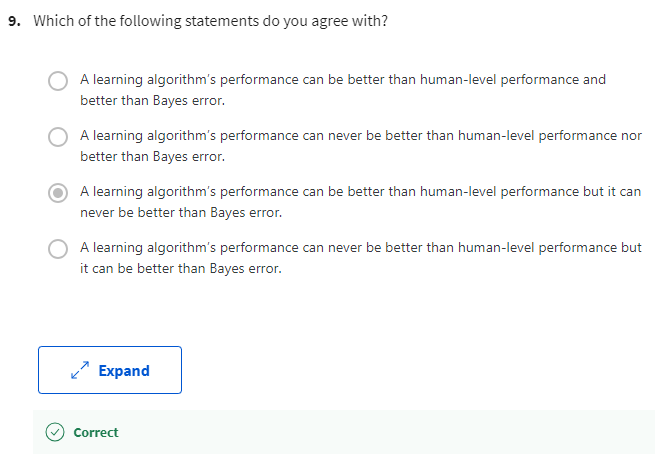 9. Which of the following statements do you agree with?
A learning algorithm's performance can be better than human-level performance and
better than Bayes error.
A learning algorithm's performance can never be better than human-level performance nor
better than Bayes error.
A learning algorithm's performance can be better than human-level performance but it can
never be better than Bayes error.
A learning algorithm's performance can never be better than human-level performance but
it can be better than Bayes error.
Expand
Correct